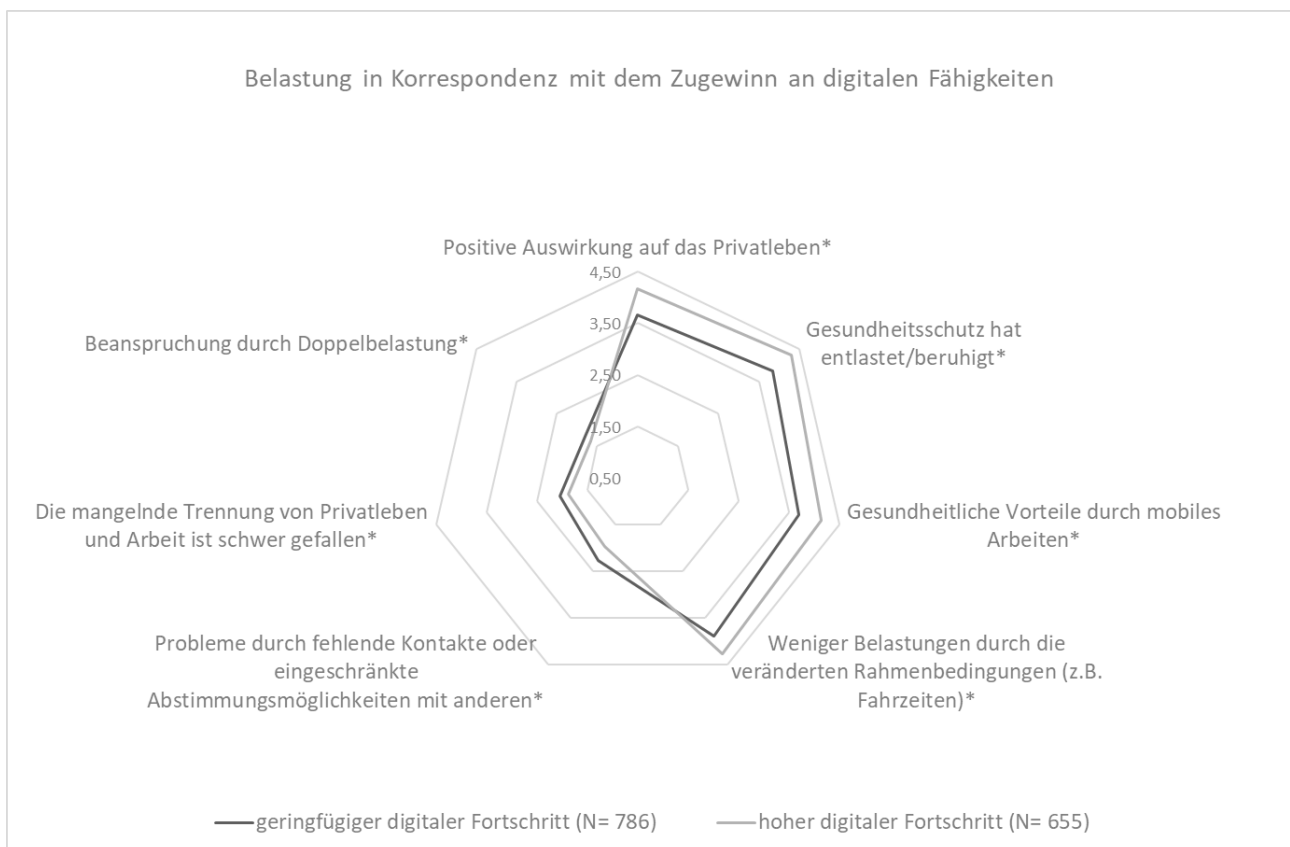 Belastung in Korrespondenz mit dem Zugewinn an digitalen Fähigkeiten
Positive Auswirkung auf das Privatleben*
4,50
3,50
2,50
1,50
0,50
Gesundheitsschutz hat
entlastet/beruhigt*
Gesundheitliche Vorteile durch mobiles
Arbeiten*
Weniger Belastungen durch die
veränderten Rahmenbedingungen (z.B.
Fahrzeiten)*
Probleme durch fehlende Kontakte oder
eingeschränkte
Abstimmungsmöglichkeiten mit anderen*
Die mangelnde Trennung von Privatleben
und Arbeit ist schwer gefallen*
Beanspruchung durch Doppelbelastung*
geringfügiger digitaler Fortschritt (N= 786)
hoher digitaler Fortschritt (N= 655)